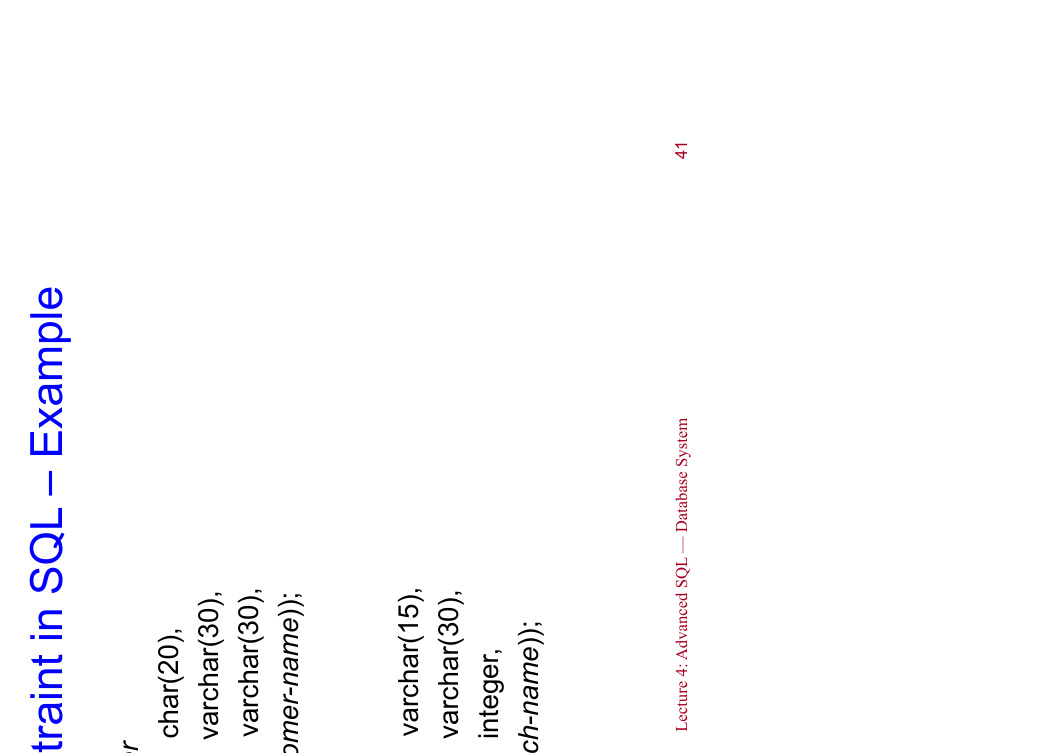 traint in SQL – Example
r
char(20),
varchar(30),
varchar(30),
omer-name));
varchar(15),
varchar(30),
integer,
ch-name));
Lecture 4: Advanced SQL — Database System 41